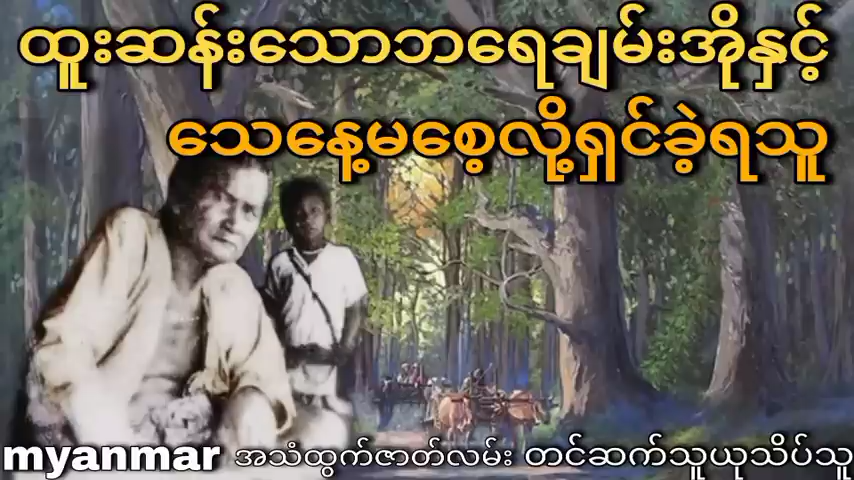 ထူးဆန်းသောဘရေချမ်းအိုနှင့်
သေနေ့မစေ့လို့ရှင်ခဲ့ရသူ
myanmar အသံထွက်ဇာတ်လမ်း တင်ဆက်သူယုသိပ်သူ